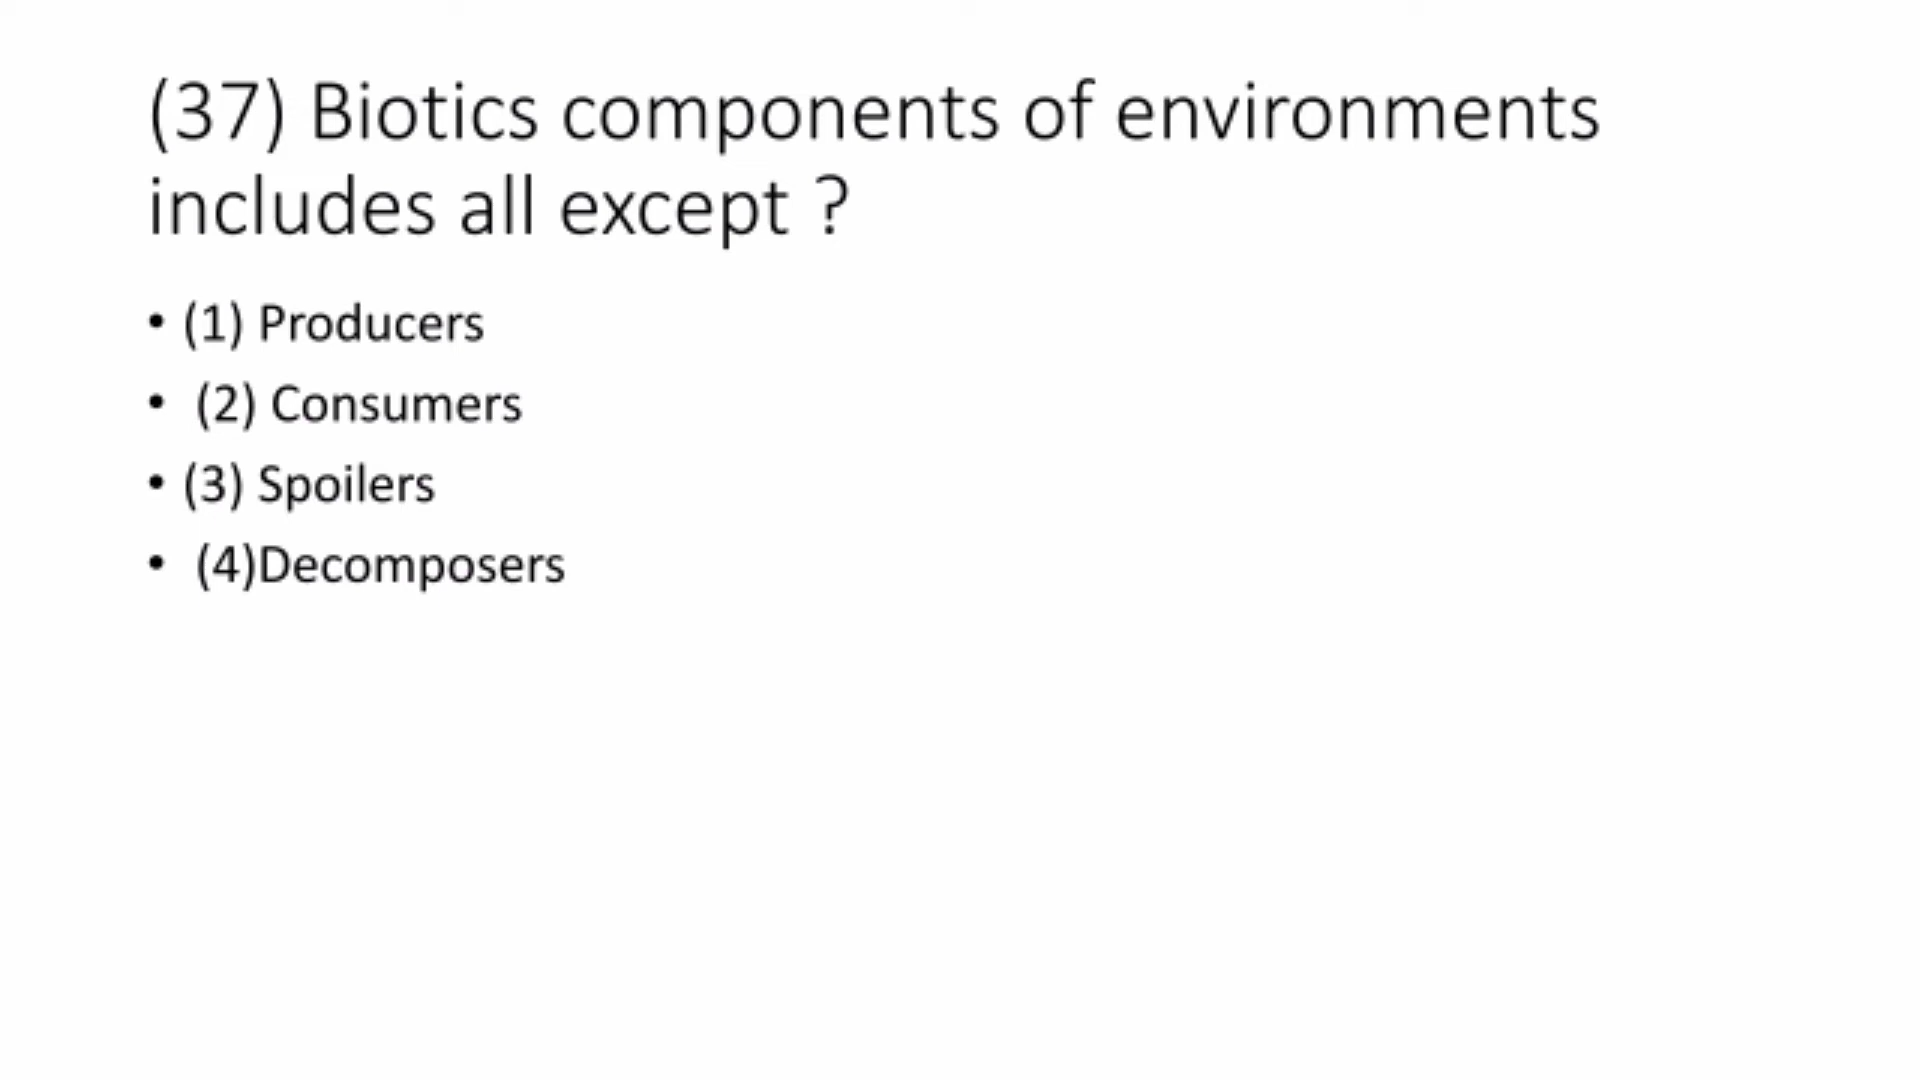 (37) Biotics components of environments
includes all except ?
• (1) Producers
• (2) Consumers
• (3) Spoilers
• (4)Decomposers